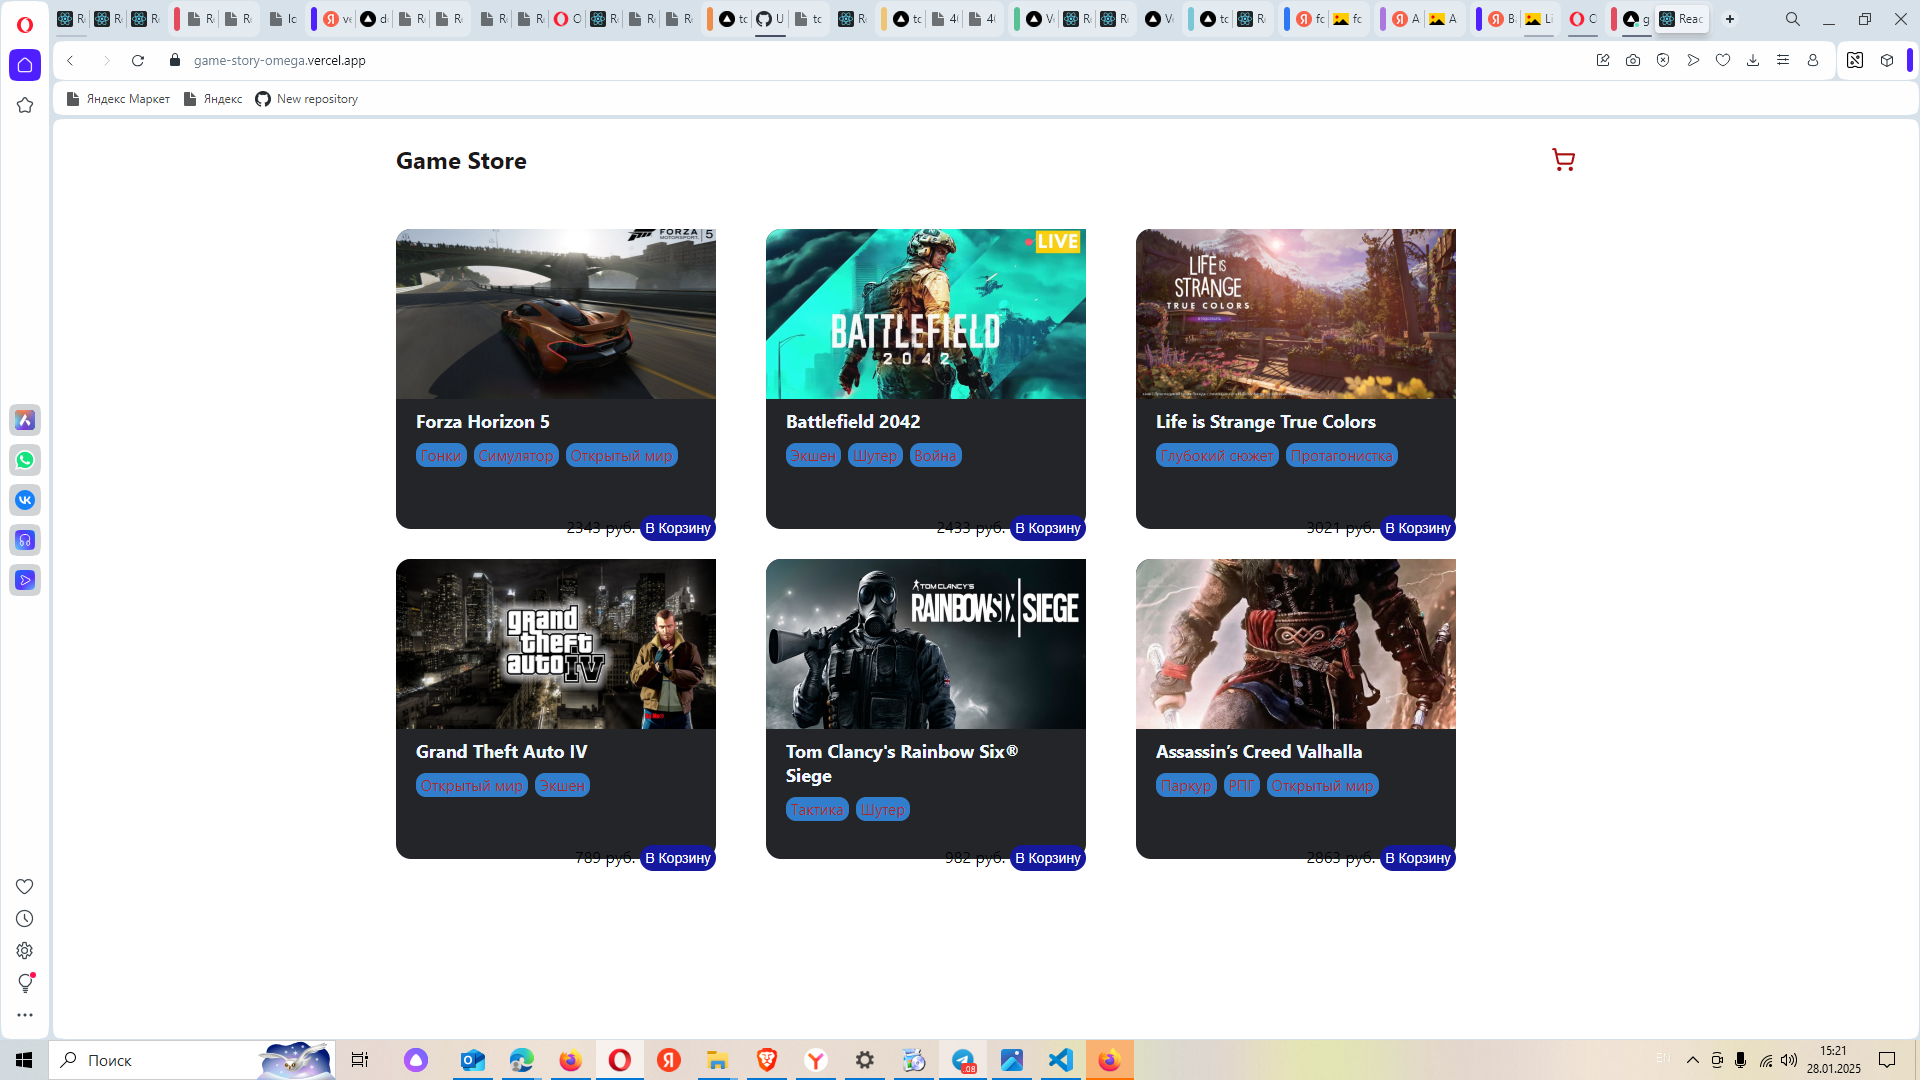 game-story-omega.vercel.app
Яндекс Маркет
Яндекс
New repository
Game Store
FORZA 5
MOTORSPORT
LIVE
BATTLEFIELD
2042
LIFE IS
STRANGE
TRUE COLORS
Forza Horizon 5
Гонки Симулятор Открытый мир
2343 руб. В Корзину
Battlefield 2042
Экшен Шутер Война
2433 руб. В Корзину
Life is Strange True Colors
Глубокий сюжет Протагонистка
3021 руб. В Корзину
grand
theft
auto IV
TOM CLANCY'S
RAINBOW SIX SIEGE
Grand Theft Auto IV
Открытый мир Экшен
789 руб. В Корзину
Tom Clancy's Rainbow Six®
Siege
Тактика Шутер
982 руб. В Корзину
Assassin’s Creed Valhalla
Паркур РПГ Открытый мир
2863 руб. В Корзину
Поиск
EN
15:21
28.01.2025